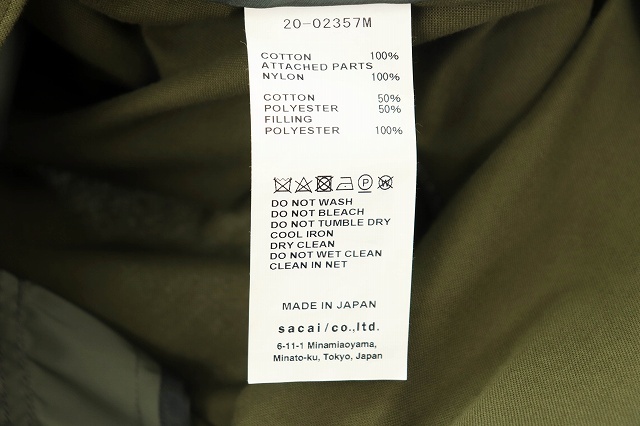 20-02357M
COTTON 100%
ATTACHED PARTS
NYLON 100%
COTTON 50%
POLYESTER 50%
FILLING
POLYESTER 100%
P W
DO NOT WASH
DO NOT BLEACH
DO NOT TUMBLE DRY
COOL IRON
DRY CLEAN
DO NOT WET CLEAN
CLEAN IN NET
MADE IN JAPAN
sacai/co.,ltd.
6-11-1 Minamiaoyama,
Minato-ku, Tokyo, Japan